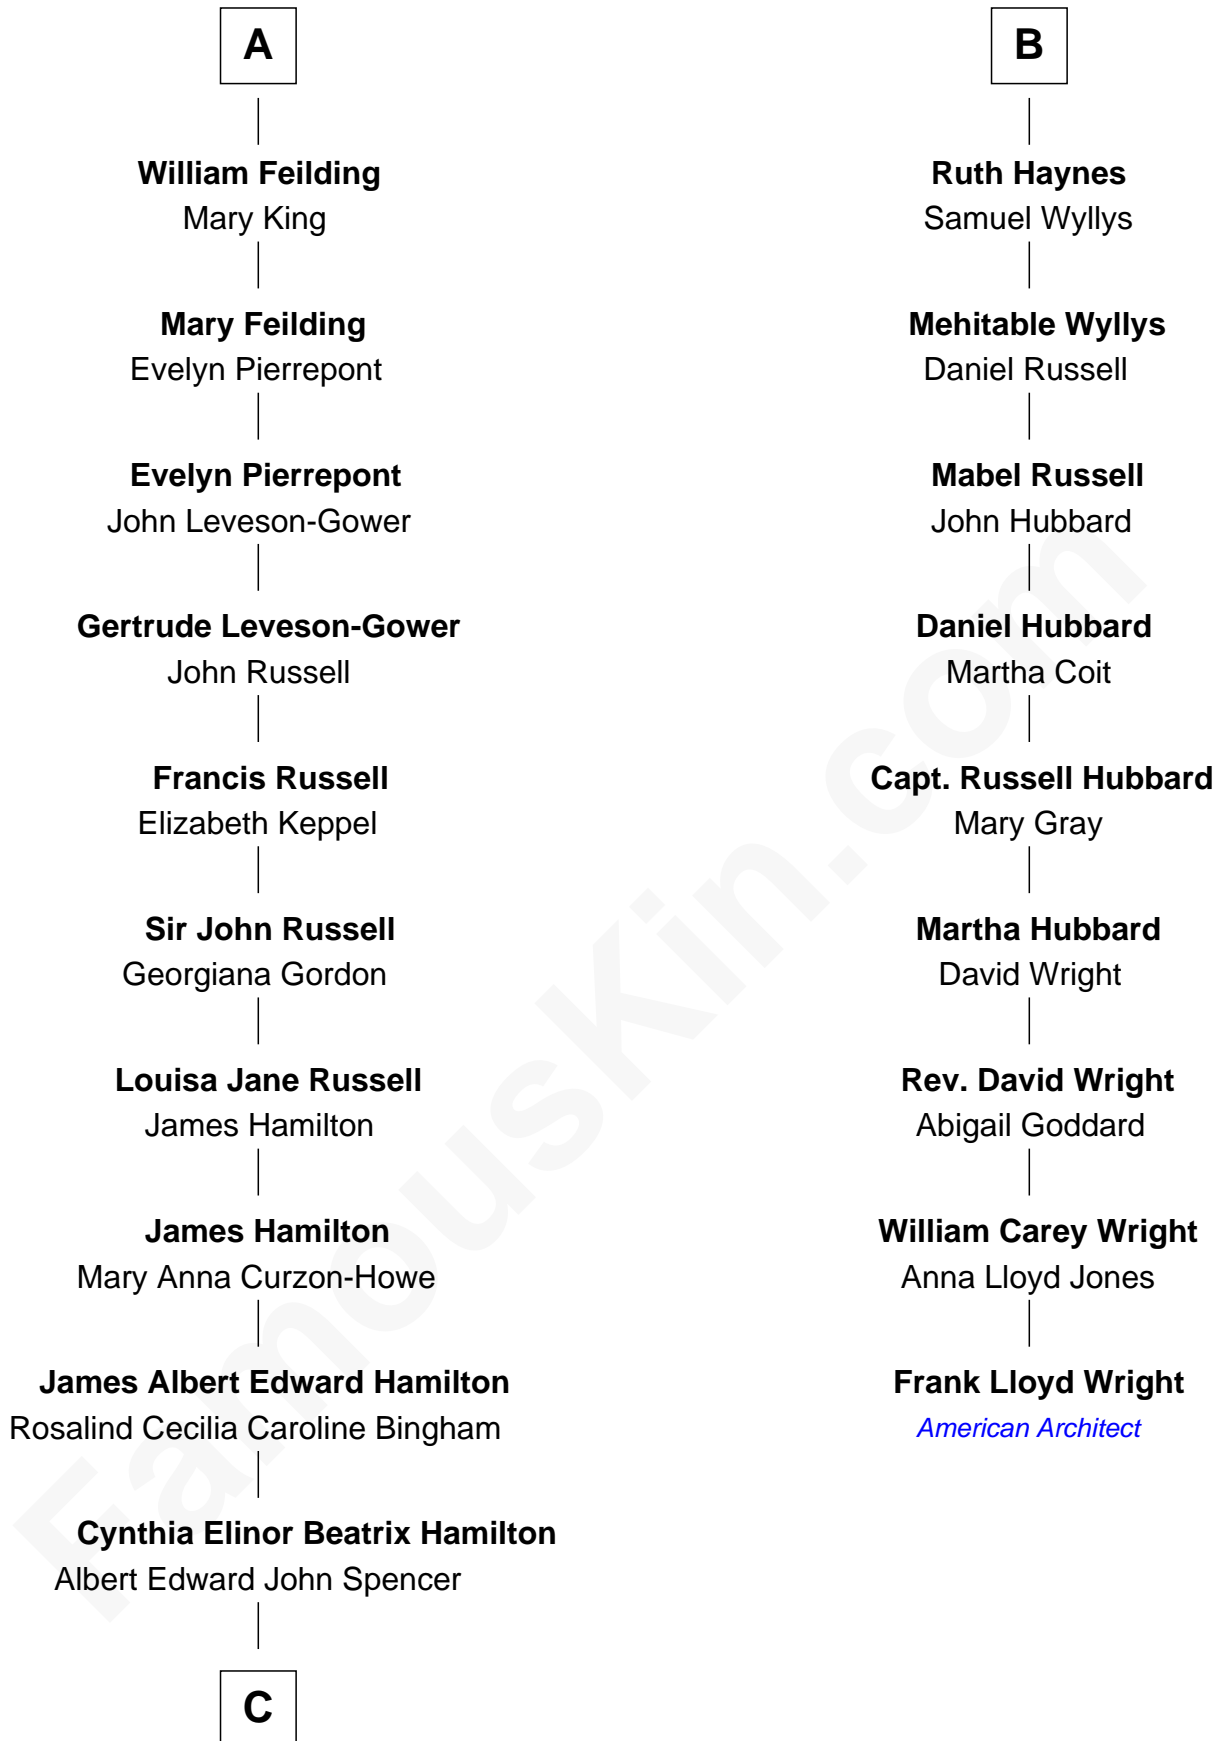 A
William Feilding
Mary King
Mary Feilding
Evelyn Pierrepont
Evelyn Pierrepont
John Leveson-Gower
Gertrude Leveson-Gower
John Russell
Francis Russell
Elizabeth Keppel
Sir John Russell
Georgiana Gordon
Louisa Jane Russell
James Hamilton
James Hamilton
Mary Anna Curzon-Howe
James Albert Edward Hamilton
Rosalind Cecilia Caroline Bingham
Cynthia Elinor Beatrix Hamilton
Albert Edward John Spencer
C
B
Ruth Haynes
Samuel Wyllys
Mehitable Wyllys
Daniel Russell
Mabel Russell
John Hubbard
Daniel Hubbard
Martha Coit
Capt. Russell Hubbard
Mary Gray
Martha Hubbard
David Wright
Rev. David Wright
Abigail Goddard
William Carey Wright
Anna Lloyd Jones
Frank Lloyd Wright
American Architect
FamousKin.com